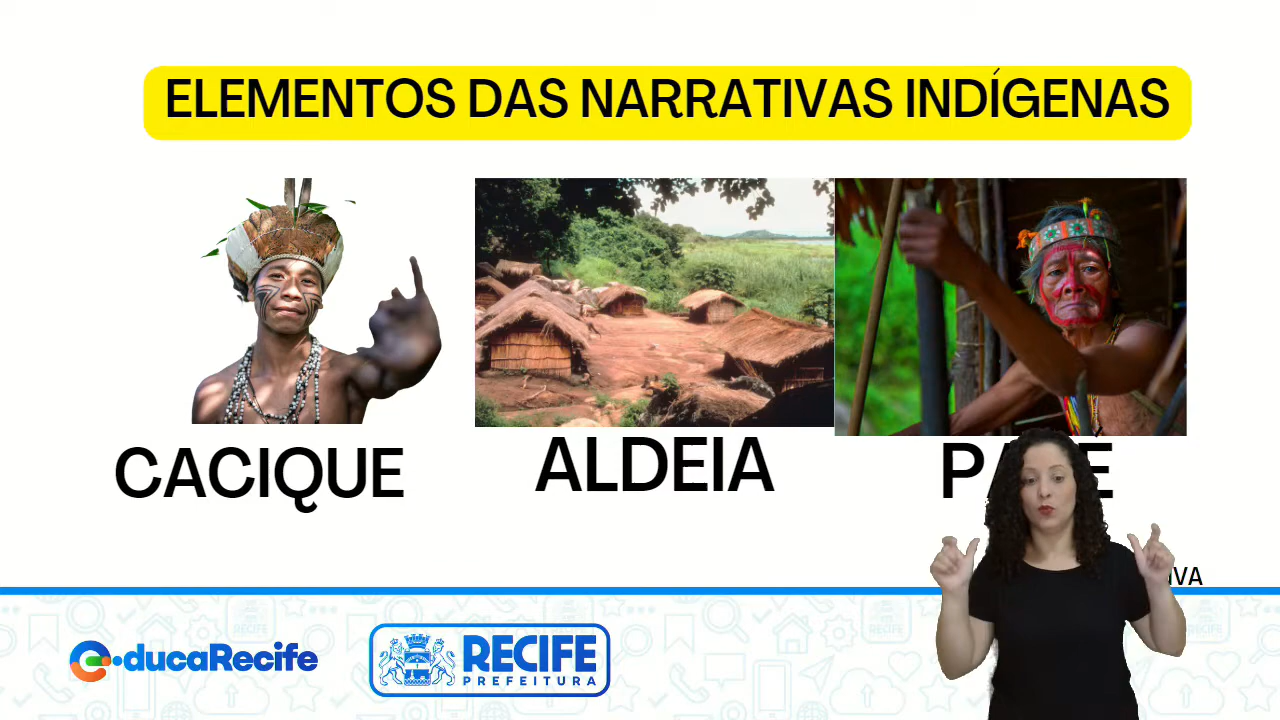 ELEMENTOS DAS NARRATIVAS INDÍGENAS
CACIQUE
ALDEIA
educaRecife
RECIFE
PREFEITURA